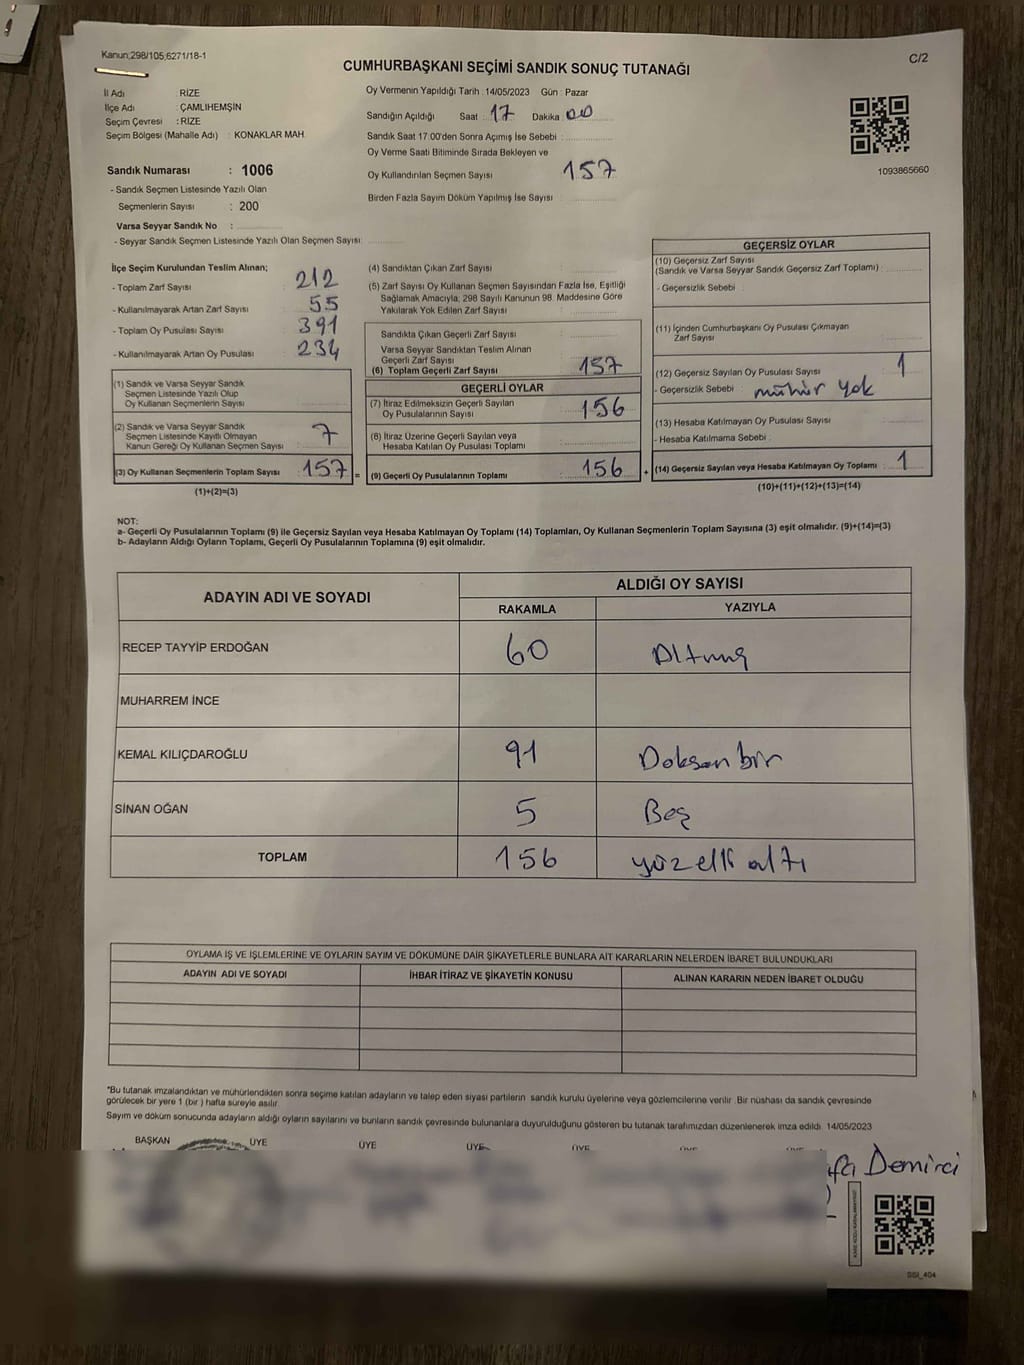 Kanun;298/105;6271/18-1
C/2
CUMHURBAŞKANI SEÇİMİ SANDIK SONUÇ TUTANAĞI
İl Adı : RİZE
İlçe Adı : ÇAMLIHEMŞİN
Seçim Çevresi : RİZE
Seçim Bölgesi (Mahalle Adı) : KONAKLAR MAH.
Sandık Numarası : 1006
- Sandık Seçmen Listesinde Yazılı Olan
Seçmenlerin Sayısı : 200
Varsa Seyyar Sandık No :
- Seyyar Sandık Seçmen Listesinde Yazılı Olan Seçmen Sayısı:
Oy Vermenin Yapıldığı Tarih : 14/05/2023 Gün : Pazar
Sandığın Açıldığı Saat 17 Dakika 00
Sandık Saat 17:00'den Sonra Açımış İse Sebebi :
Oy Verme Saati Bitiminde Sırada Bekleyen ve
Oy Kullandırılan Seçmen Sayısı 157
Birden Fazla Sayım Döküm Yapılmış İse Sayısı :
1093865660
İlçe Seçim Kurulundan Teslim Alınan;
- Toplam Zarf Sayısı : 212
- Kullanılmayarak Artan Zarf Sayısı : 55
- Toplam Oy Pusulası Sayısı : 391
- Kullanılmayarak Artan Oy Pusulası : 234
(1) Sandık ve Varsa Seyyar Sandık
Seçmen Listesinde Yazılı Olup
Oy Kullanan Seçmenlerin Sayısı :
(2) Sandık ve Varsa Seyyar Sandık
Seçmen Listesinde Kayıtlı Olmayan
Kanun Gereği Oy Kullanan Seçmen Sayısı : 7
(3) Oy Kullanan Seçmenlerin Toplam Sayısı : 157 =
(1)+(2)=(3)
(4) Sandıktan Çıkan Zarf Sayısı :
(5) Zarf Sayısı Oy Kullanan Seçmen Sayısından Fazla İse, Eşitliği
Sağlamak Amacıyla; 298 Sayılı Kanunun 98. Maddesine Göre
Yakılarak Yok Edilen Zarf Sayısı :
Sandıkta Çıkan Geçerli Zarf Sayısı :
Varsa Seyyar Sandıktan Teslim Alınan
Geçerli Zarf Sayısı :
(6) Toplam Geçerli Zarf Sayısı : 157
GEÇERLİ OYLAR
(7) İtiraz Edilmeksizin Geçerli Sayılan
Oy Pusulalarının Sayısı : 156
(8) İtiraz Üzerine Geçerli Sayılan veya
Hesaba Katılan Oy Pusulası Toplamı :
(9) Geçerli Oy Pusulalarının Toplamı : 156 +
GEÇERSİZ OYLAR
(10) Geçersiz Zarf Sayısı
(Sandık ve Varsa Seyyar Sandık Geçersiz Zarf Toplamı) :
- Geçersizlik Sebebi :
(11) İçinden Cumhurbaşkanı Oy Pusulası Çıkmayan
Zarf Sayısı :
(12) Geçersiz Sayılan Oy Pusulası Sayısı : 1
- Geçersizlik Sebebi : mühür yok
(13) Hesaba Katılmayan Oy Pusulası Sayısı :
- Hesaba Katılmama Sebebi :
(14) Geçersiz Sayılan veya Hesaba Katılmayan Oy Toplamı : 1
(10)+(11)+(12)+(13)=(14)
NOT:
a- Geçerli Oy Pusulalarının Toplamı (9) ile Geçersiz Sayılan veya Hesaba Katılmayan Oy Toplamı (14) Toplamları, Oy Kullanan Seçmenlerin Toplam Sayısına (3) eşit olmalıdır. (9)+(14)=(3)
b- Adayların Aldığı Oyların Toplamı, Geçerli Oy Pusulalarının Toplamına (9) eşit olmalıdır.
ADAYIN ADI VE SOYADI ALDIĞI OY SAYISI
RAKAMLA YAZIYLA
RECEP TAYYİP ERDOĞAN 60 Altmış
MUHARREM İNCE
KEMAL KILIÇDAROĞLU 91 Doksan bir
SİNAN OĞAN 5 Beş
TOPLAM 156 yüzelli altı
OYLAMA İŞ VE İŞLEMLERİNE VE OYLARIN SAYIM VE DÖKÜMÜNE DAİR ŞİKAYETLERLE BUNLARA AİT KARARLARIN NELERDEN İBARET BULUNDUKLARI
ADAYIN ADI VE SOYADI İHBAR İTİRAZ VE ŞİKAYETİN KONUSU ALINAN KARARIN NEDEN İBARET OLDUĞU
*Bu tutanak imzalandıktan ve mühürlendikten sonra seçime katılan adayların ve talep eden siyasi partilerin sandık kurulu üyelerine veya gözlemcilerine verilir. Bir nüshası da sandık çevresinde
görülecek bir yere 1 (bir ) hafta süreyle asılır.
Sayım ve döküm sonucunda adayların aldığı oyların sayılarını ve bunların sandık çevresinde bulunanlara duyurulduğunu gösteren bu tutanak tarafımızdan düzenlenerek imza edildi. 14/05/2023
BAŞKAN ÜYE ÜYE ÜYE ÜYE
Demirci
SSI_404